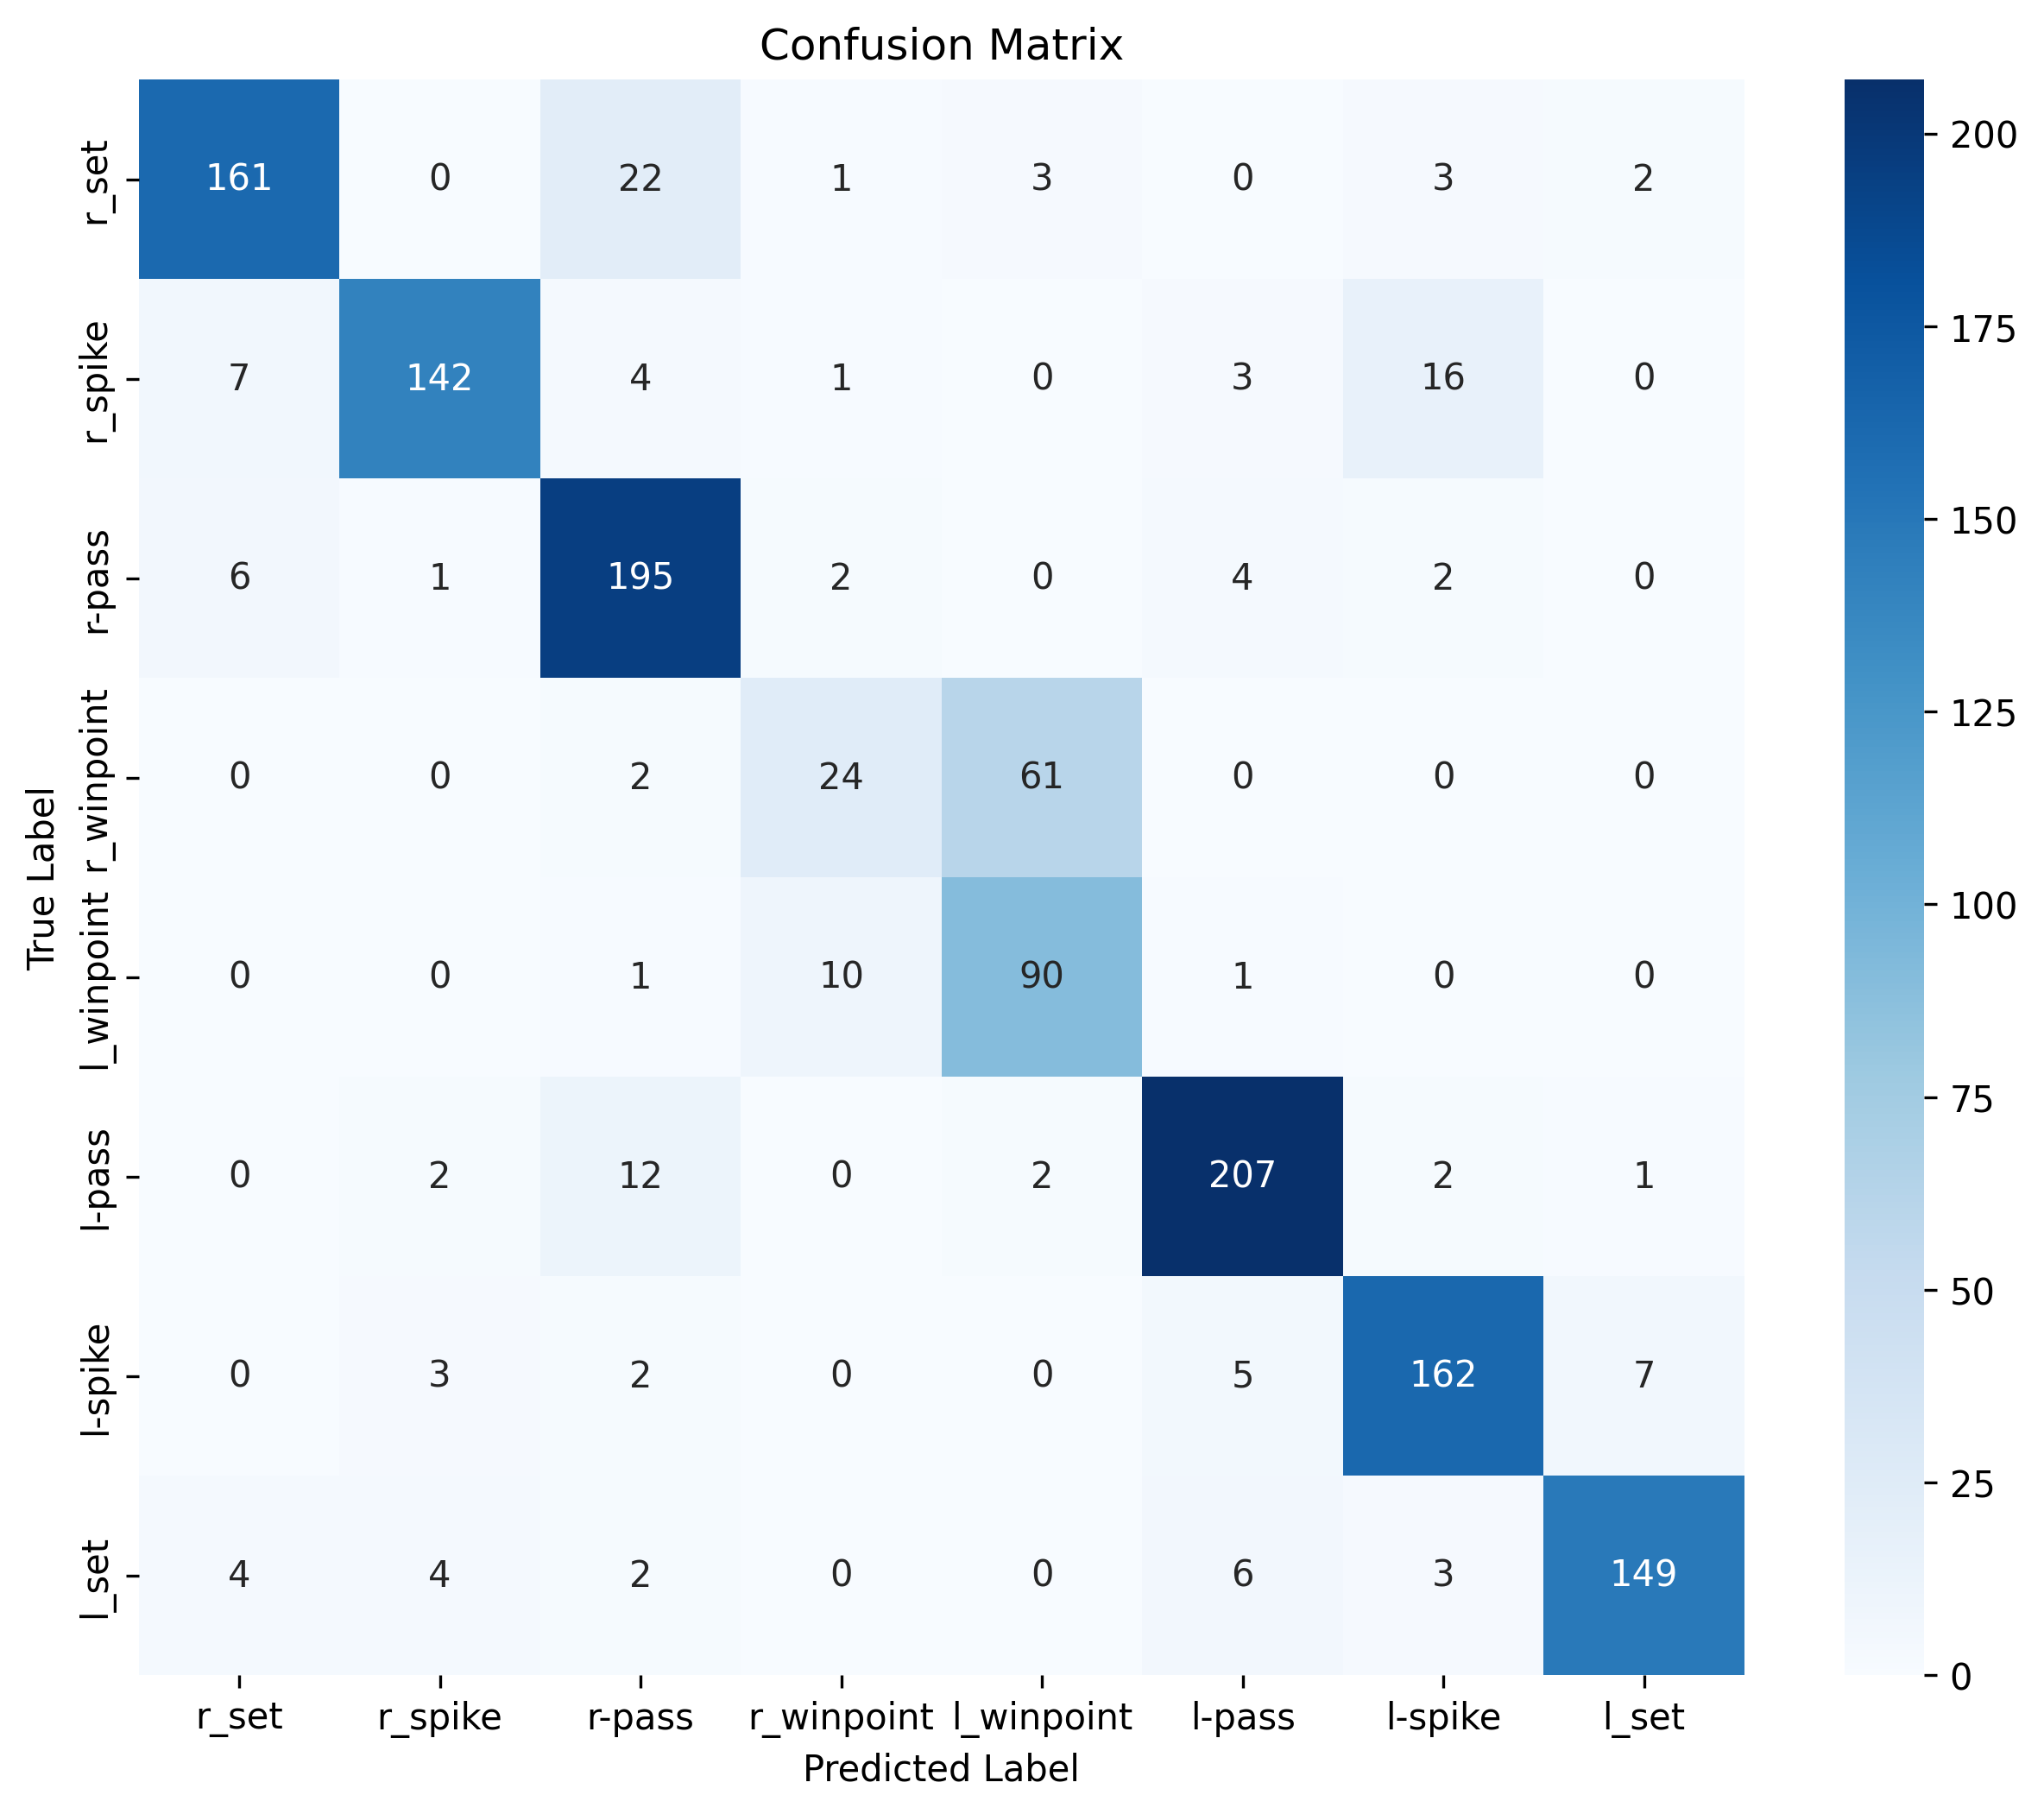 Confusion Matrix
True Label
r_set 161 0 22 1 3 0 3 2
r_spike 7 142 4 1 0 3 16 0
r-pass 6 1 195 2 0 4 2 0
r_winpoint 0 0 2 24 61 0 0 0
l_winpoint 0 0 1 10 90 1 0 0
l-pass 0 2 12 0 2 207 2 1
l-spike 0 3 2 0 0 5 162 7
l_set 4 4 2 0 0 6 3 149
r_set r_spike r-pass r_winpoint l_winpoint l-pass l-spike l_set
Predicted Label
200
175
150
125
100
75
50
25
0